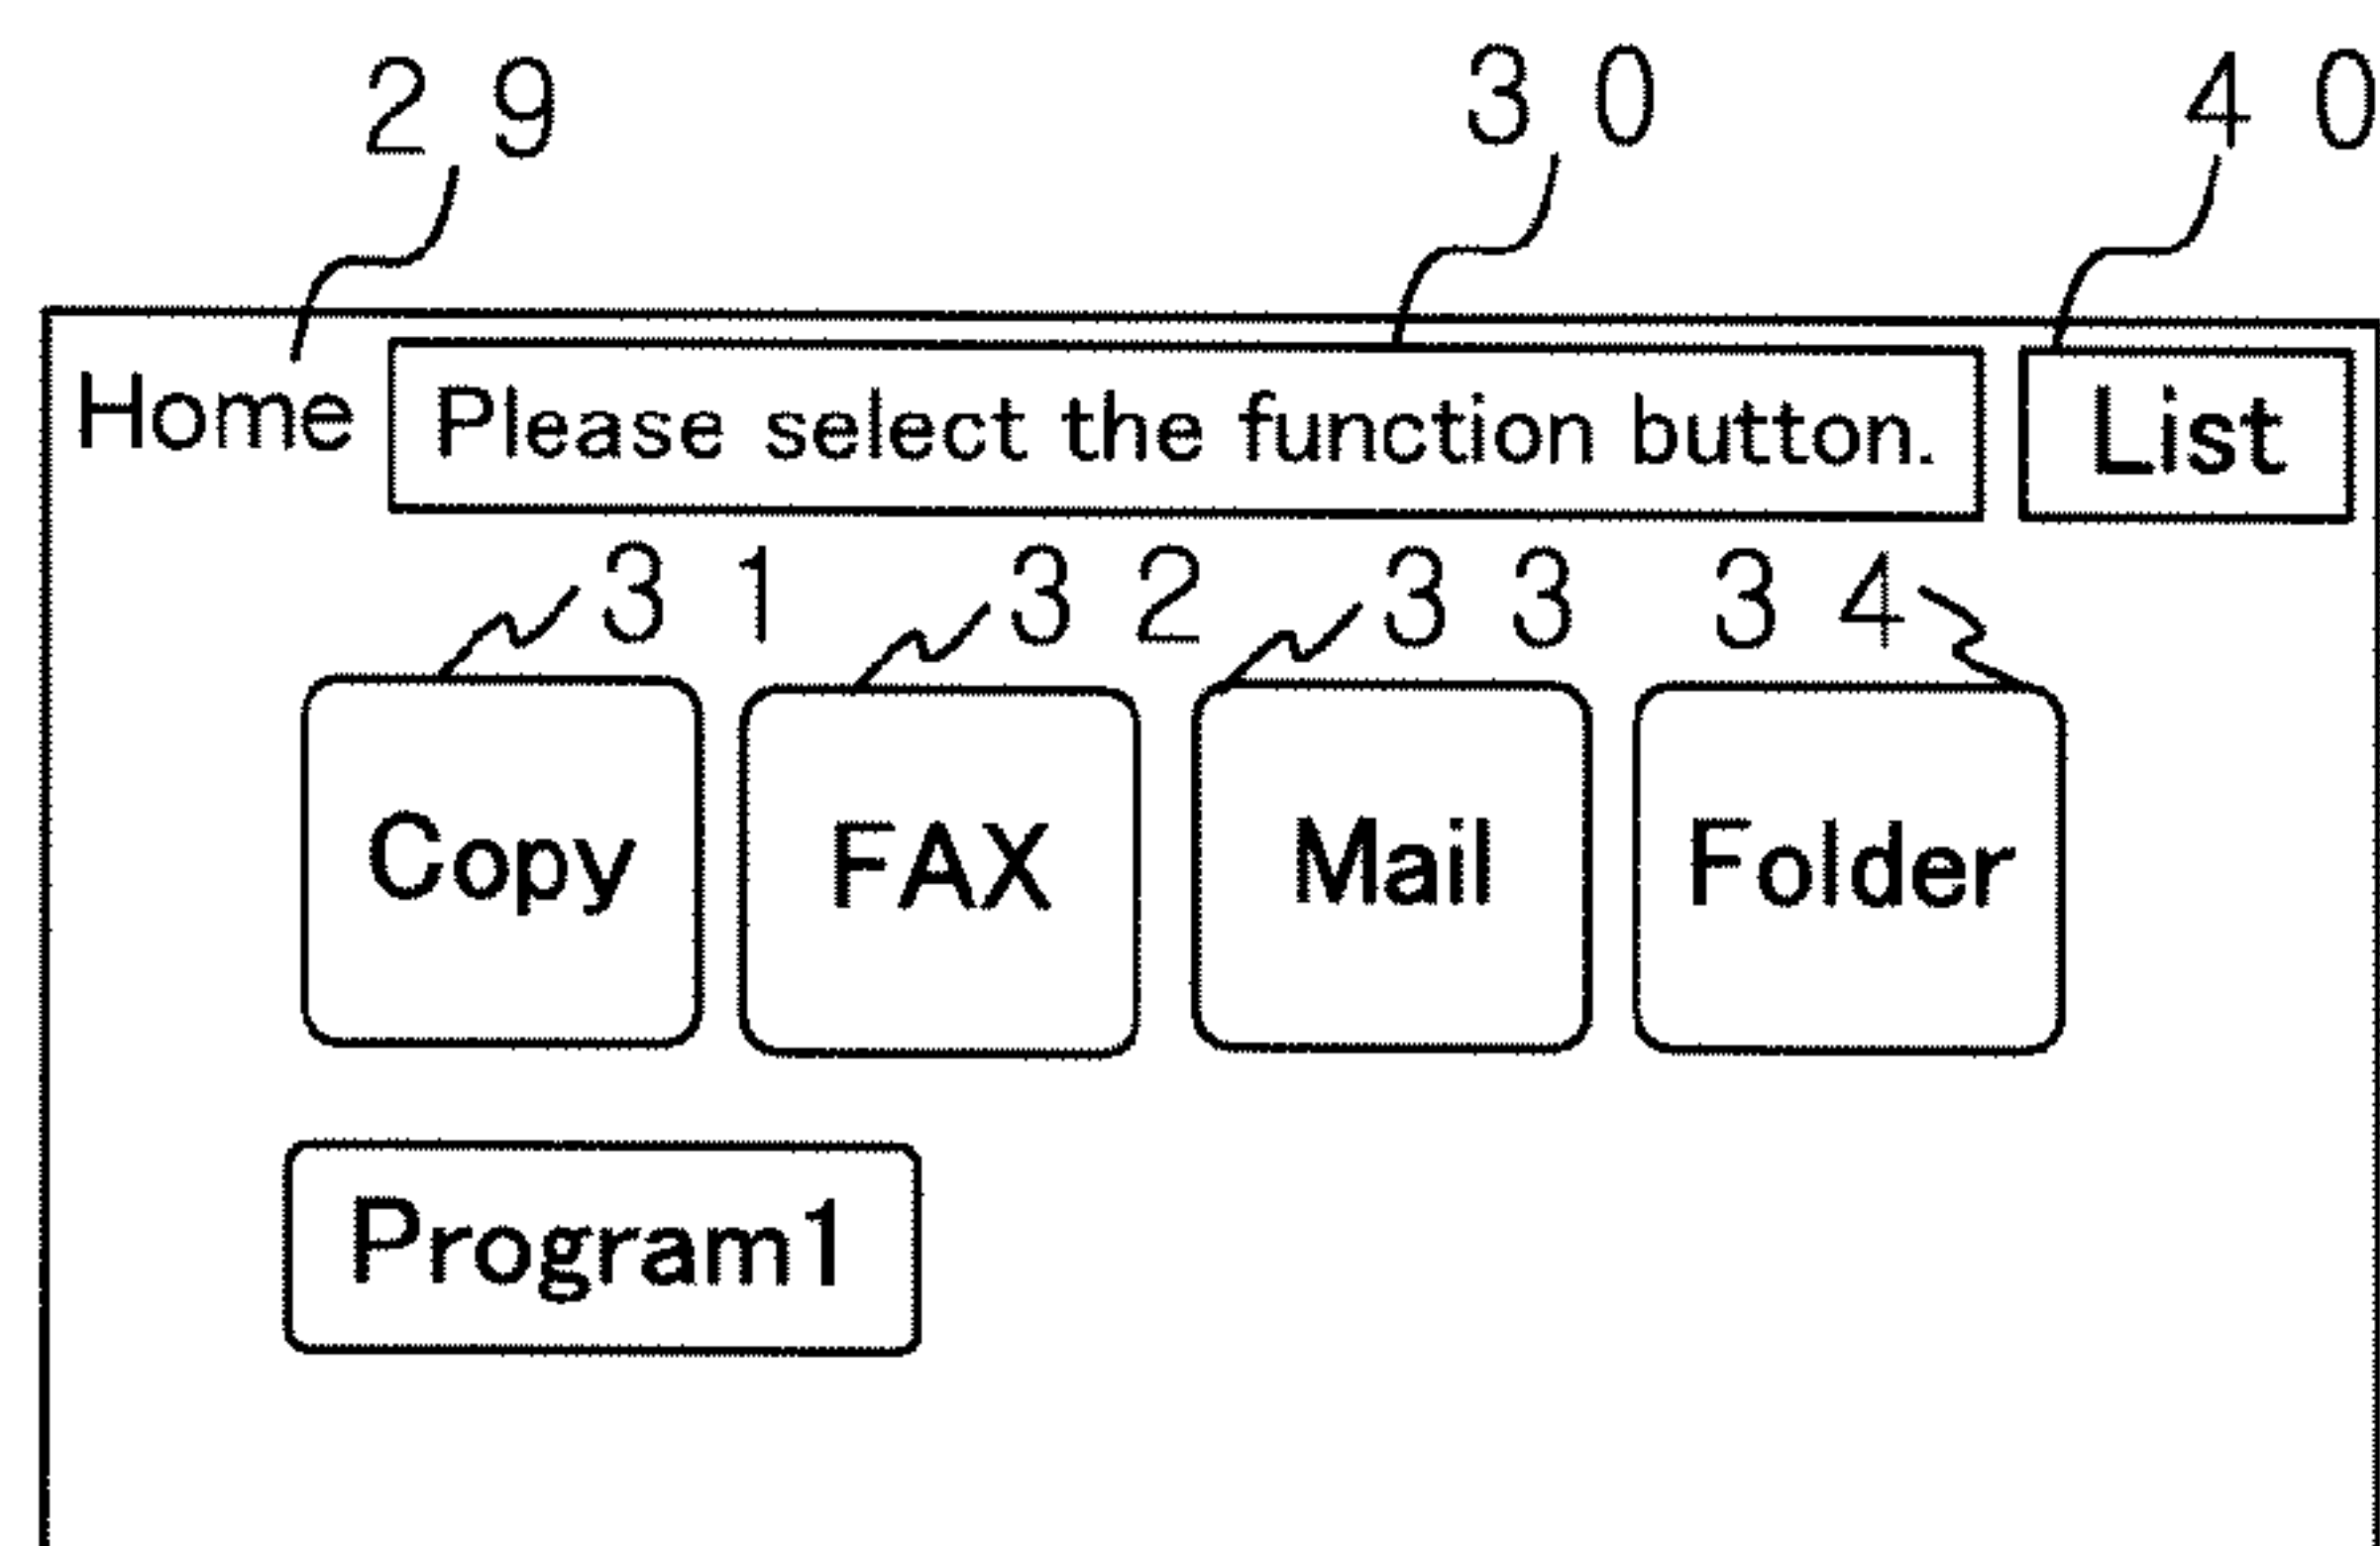 29 30 40
Home Please select the function button. List
31 32 33 34
Copy FAX Mail Folder
Program1